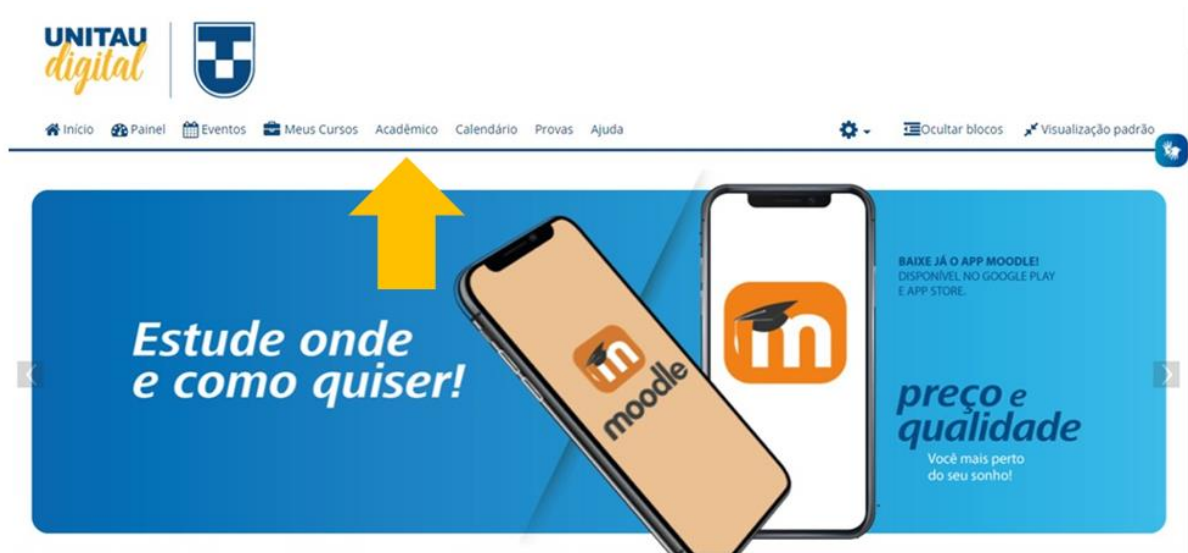 UNITAU
digital
Início Painel Eventos Meus Cursos Acadêmico Calendário Provas Ajuda
Ocultar blocos Visualização padrão
Estude onde
e como quiser!
moodle
m
BAIXE JÁ O APP MOODLE!
DISPONÍVEL NO GOOGLE PLAY
E APP STORE.
preço e
qualidade
Você mais perto
do seu sonho!